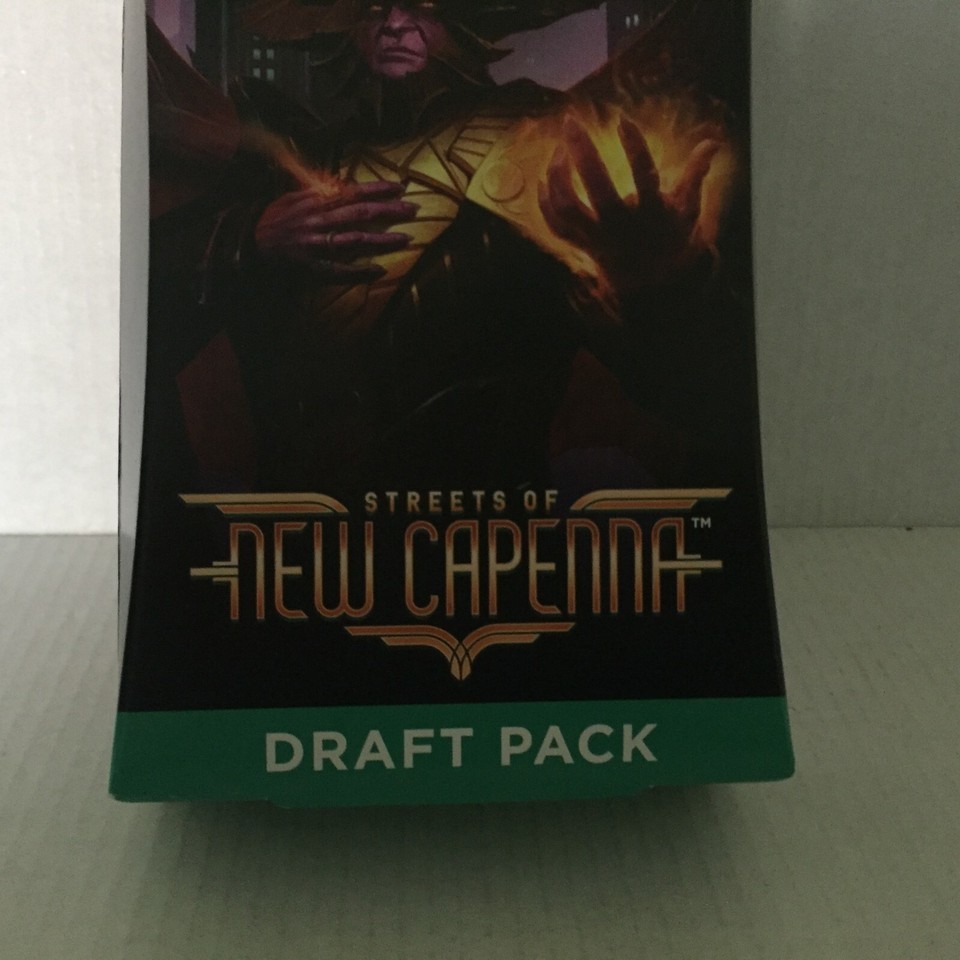 STREETS OF
NEW CAPENNA™
DRAFT PACK